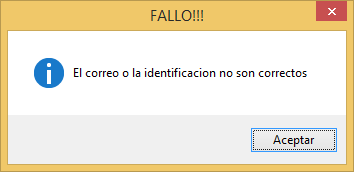 FALLO!!!
El correo o la identificacion no son correctos
Aceptar